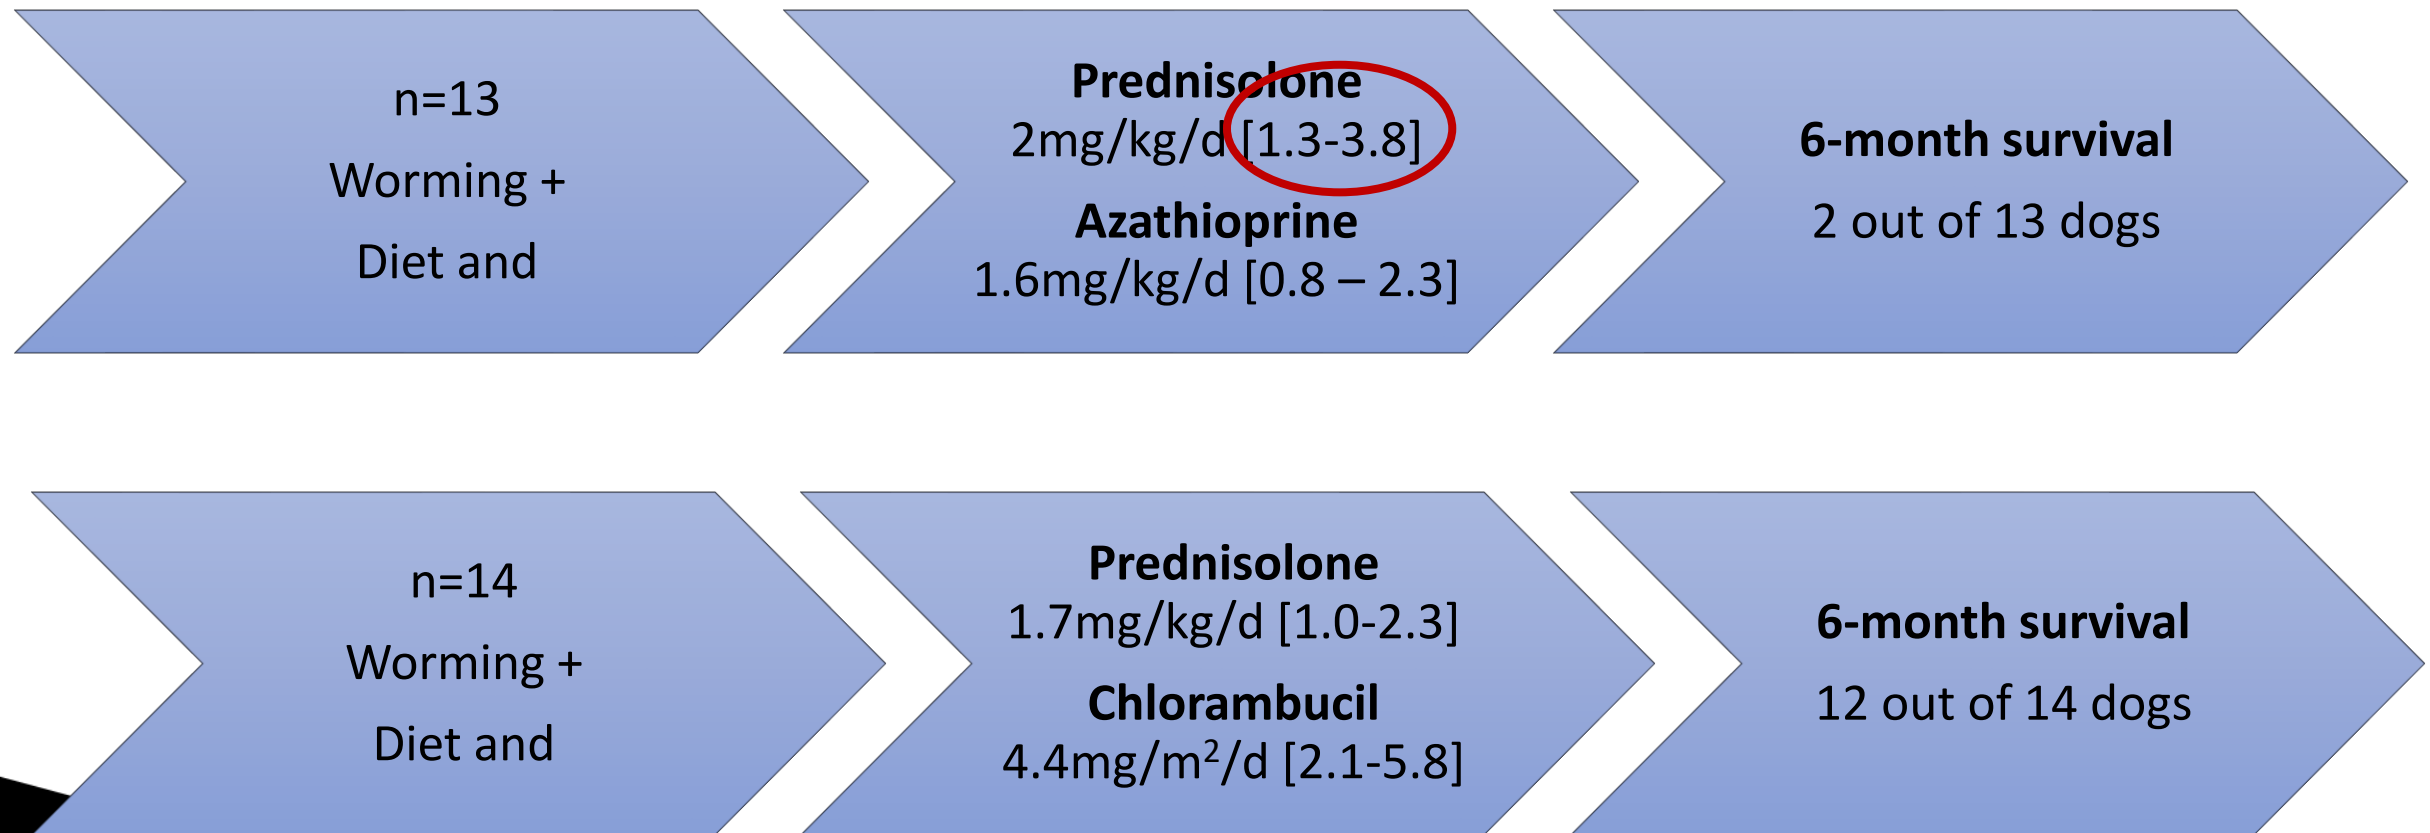 n=13
Worming +
Diet and
Prednisolone
2mg/kg/d [1.3-3.8]
Azathioprine
1.6mg/kg/d [0.8 – 2.3]
6-month survival
2 out of 13 dogs
n=14
Worming +
Diet and
Prednisolone
1.7mg/kg/d [1.0-2.3]
Chlorambucil
4.4mg/m²/d [2.1-5.8]
6-month survival
12 out of 14 dogs